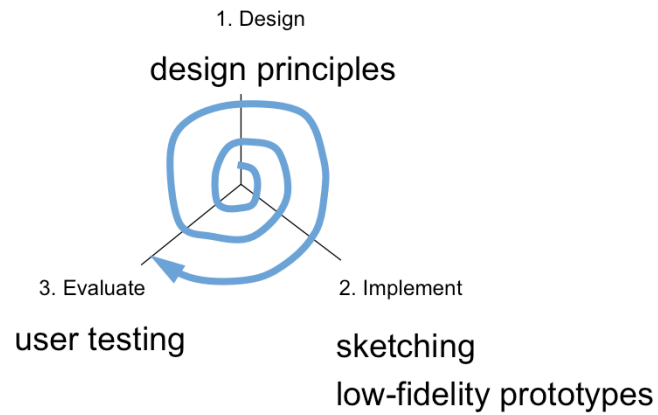 1. Design
design principles
3. Evaluate
user testing
2. Implement
sketching
low-fidelity prototypes